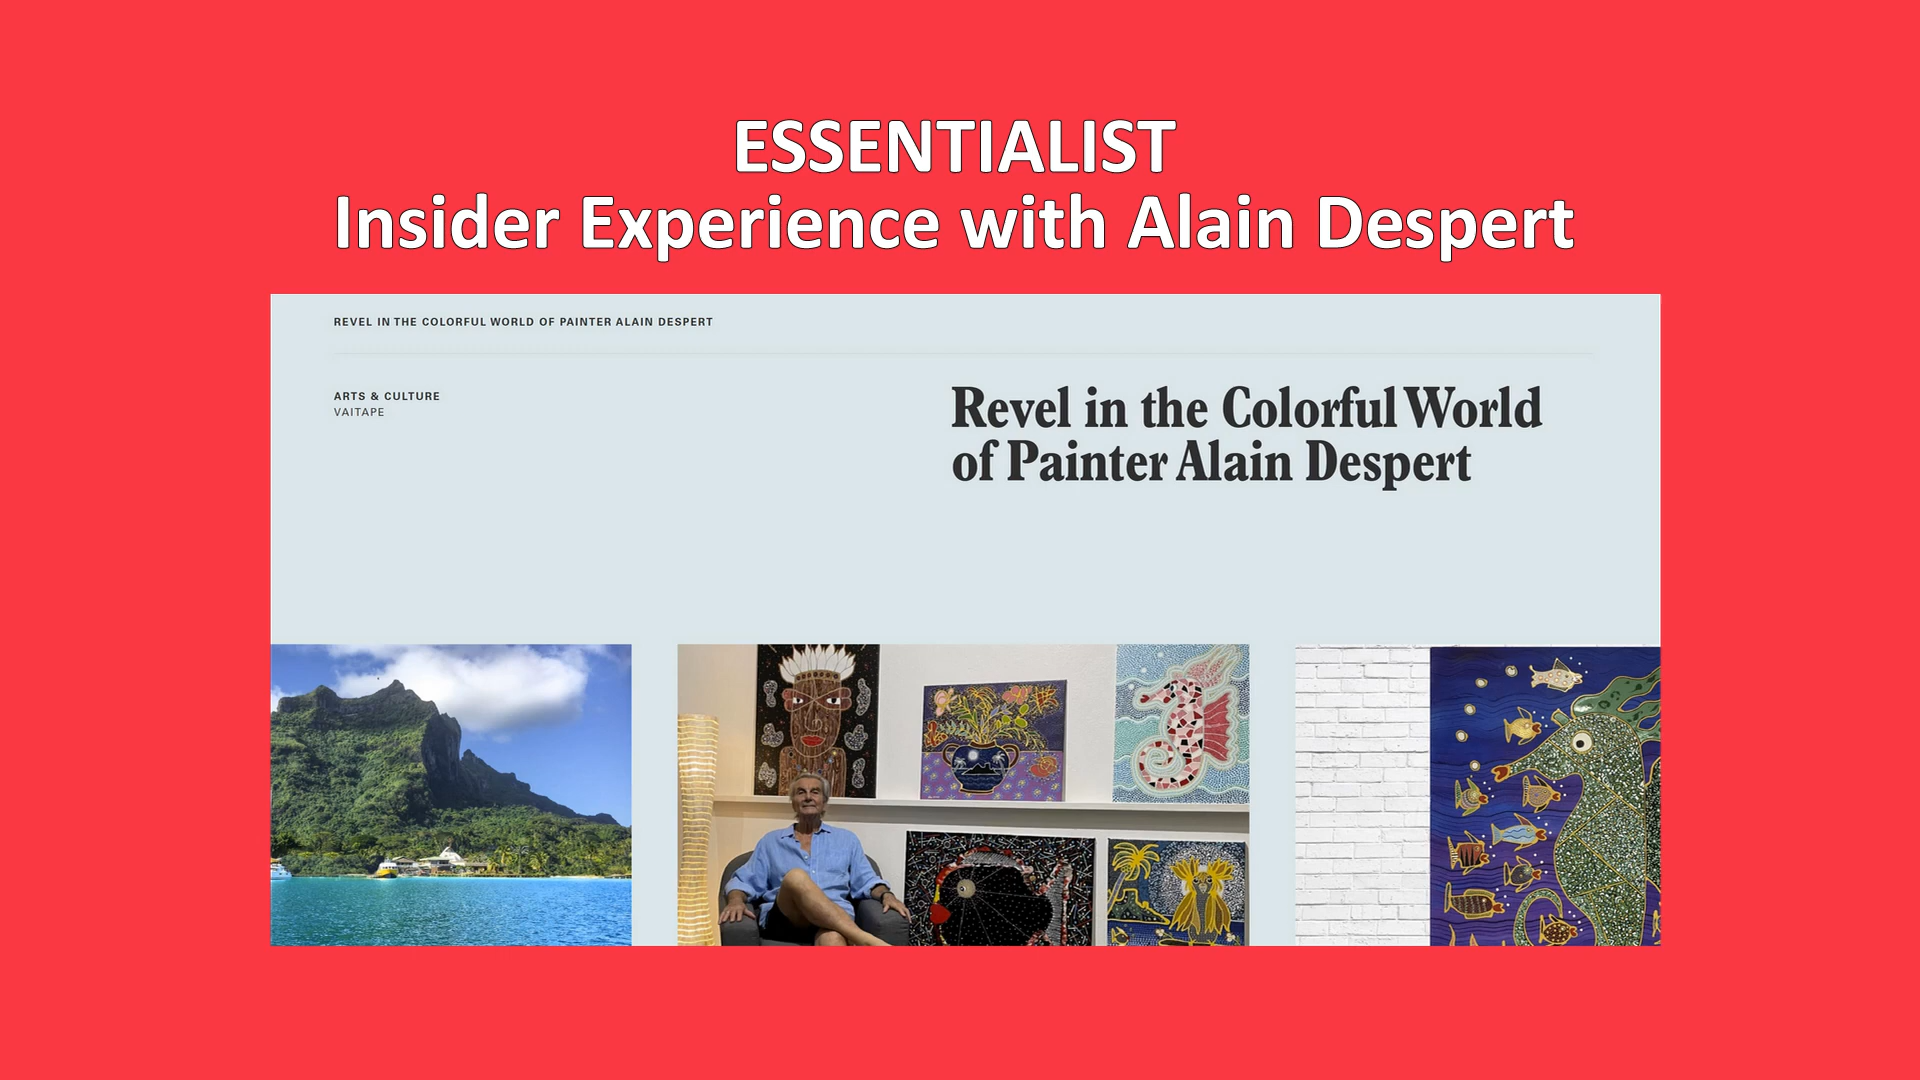 ESSENTIALIST
Insider Experience with Alain Despert
REVEL IN THE COLORFUL WORLD OF PAINTER ALAIN DESPERT
ARTS & CULTURE
VAITAPE
Revel in the Colorful World
of Painter Alain Despert